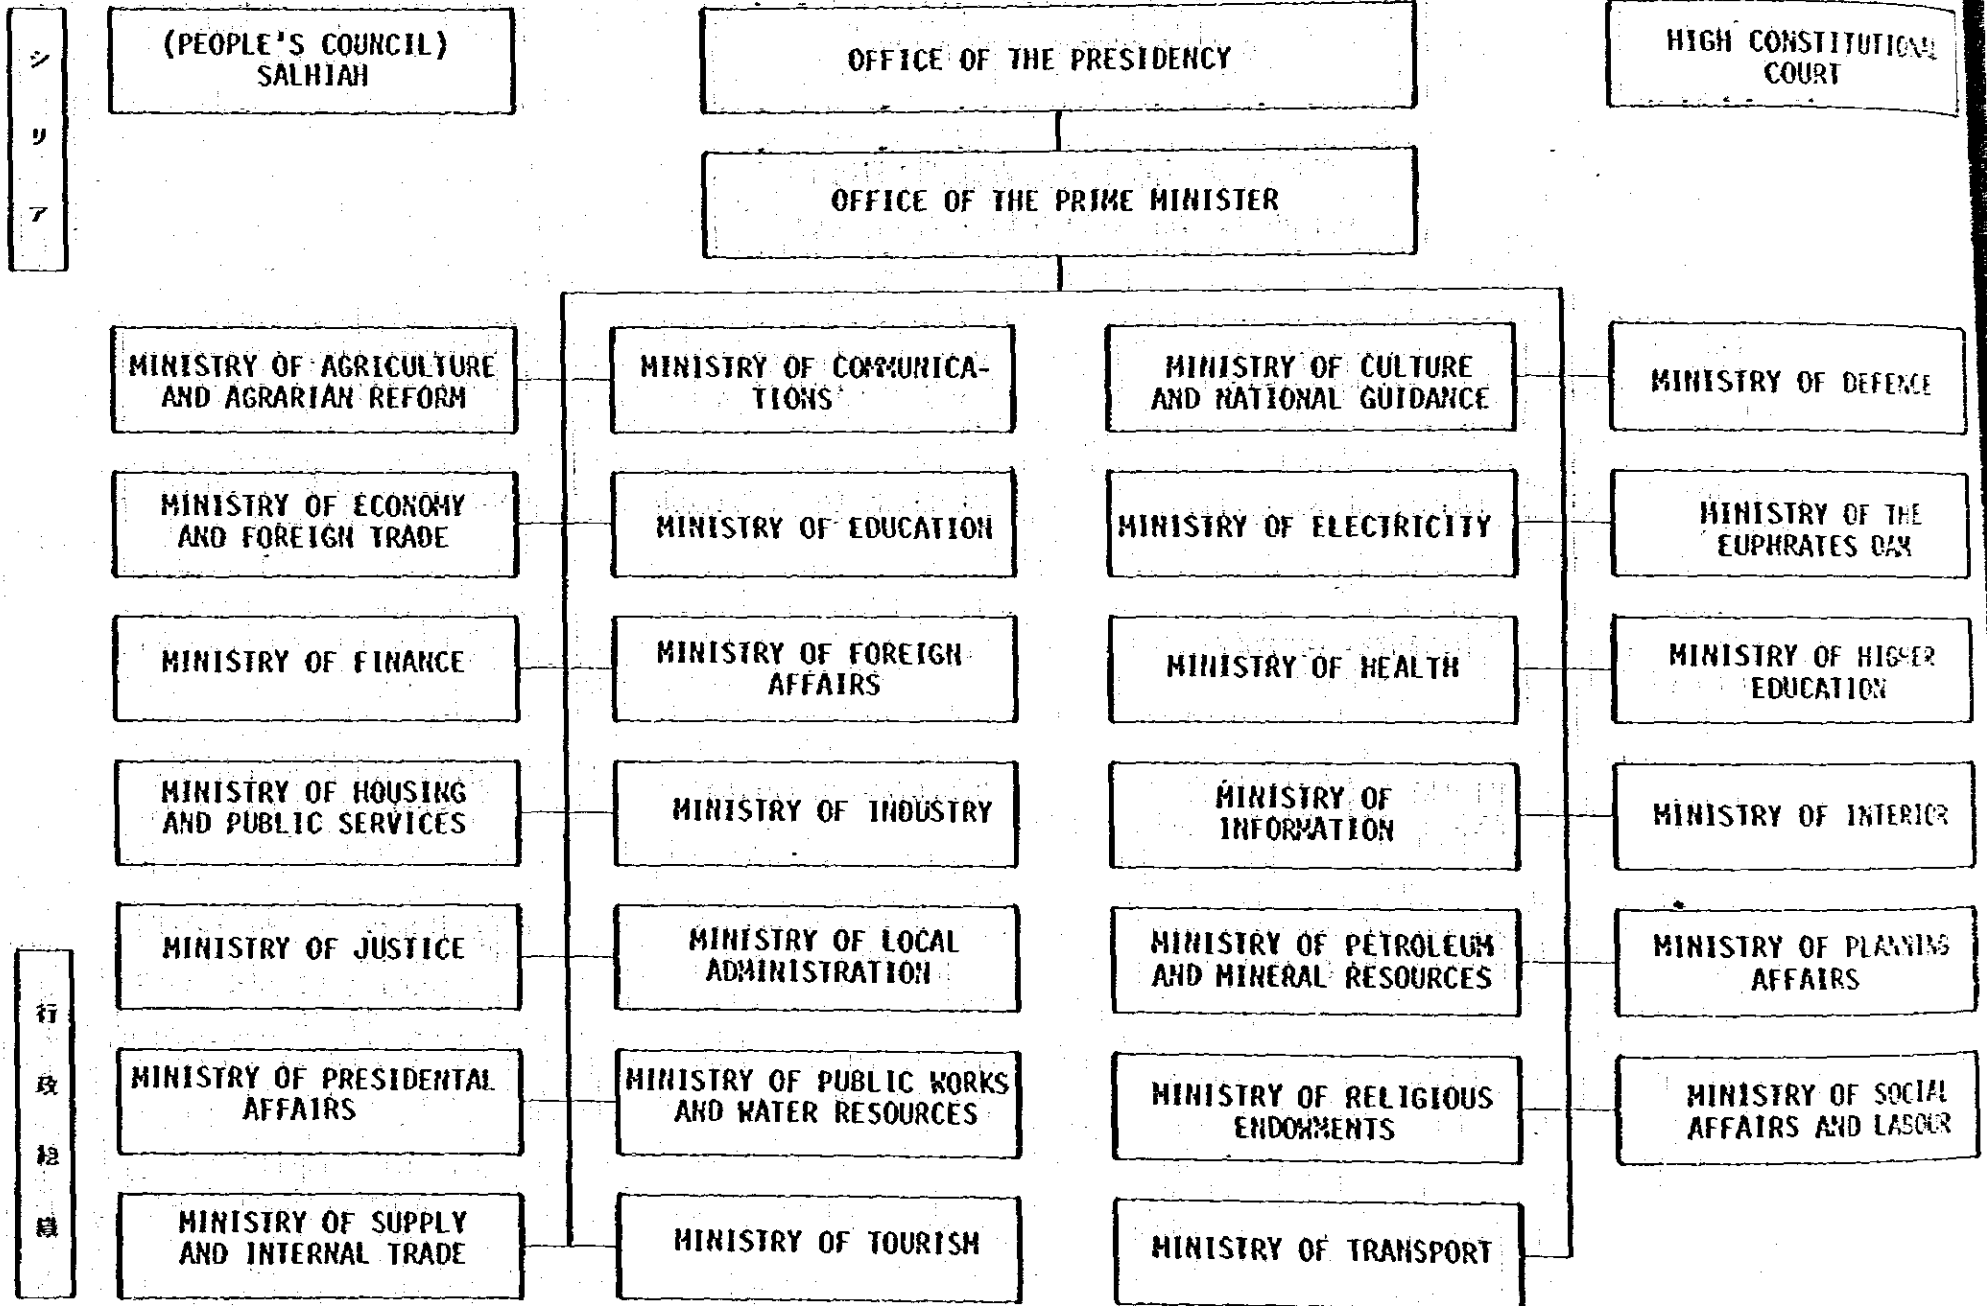 シリア
(PEOPLE'S COUNCIL)
SALHIAH
OFFICE OF THE PRESIDENCY
HIGH CONSTITUTIONAL
COURT
OFFICE OF THE PRIME MINISTER
MINISTRY OF AGRICULTURE
AND AGRARIAN REFORM
MINISTRY OF COMMUNICA-
TIONS
MINISTRY OF CULTURE
AND NATIONAL GUIDANCE
MINISTRY OF DEFENCE
MINISTRY OF ECONOMY
AND FOREIGN TRADE
MINISTRY OF EDUCATION
MINISTRY OF ELECTRICITY
MINISTRY OF THE
EUPHRATES DAM
MINISTRY OF FINANCE
MINISTRY OF FOREIGN
AFFAIRS
MINISTRY OF HEALTH
MINISTRY OF HIGHER
EDUCATION
MINISTRY OF HOUSING
AND PUBLIC SERVICES
MINISTRY OF INDUSTRY
MINISTRY OF
INFORMATION
MINISTRY OF INTERIOR
MINISTRY OF JUSTICE
MINISTRY OF LOCAL
ADMINISTRATION
MINISTRY OF PETROLEUM
AND MINERAL RESOURCES
MINISTRY OF PLANNING
AFFAIRS
MINISTRY OF PRESIDENTAL
AFFAIRS
MINISTRY OF PUBLIC WORKS
AND WATER RESOURCES
MINISTRY OF RELIGIOUS
ENDOWMENTS
MINISTRY OF SOCIAL
AFFAIRS AND LABOUR
MINISTRY OF SUPPLY
AND INTERNAL TRADE
MINISTRY OF TOURISM
MINISTRY OF TRANSPORT
行政組織